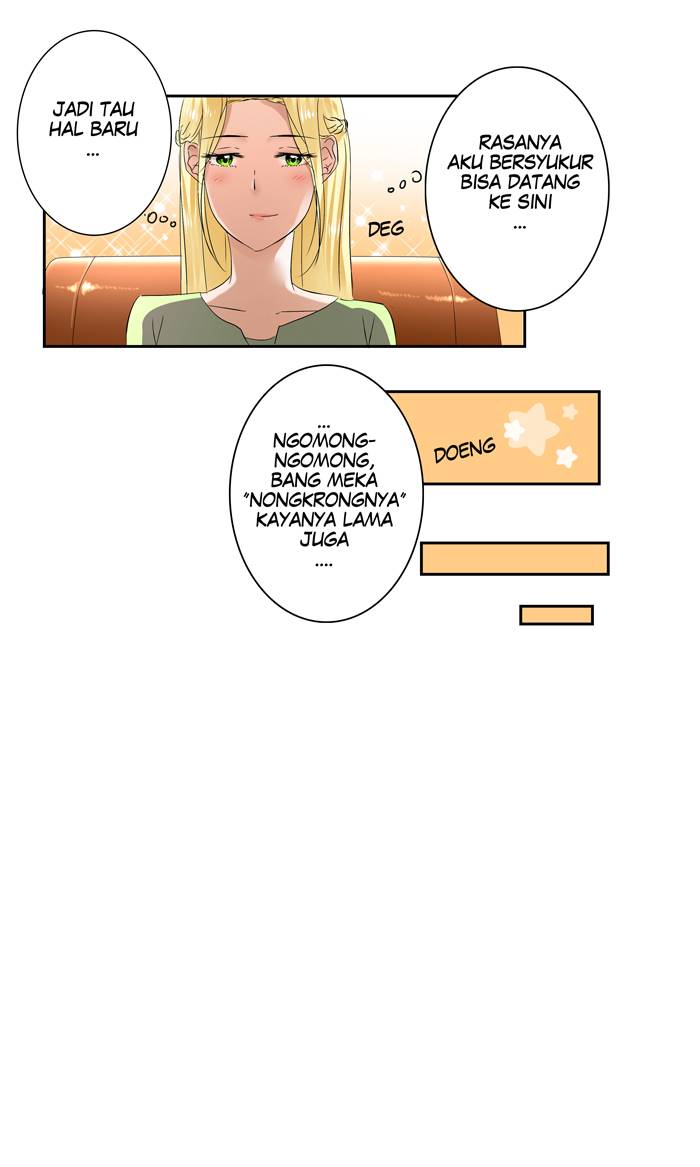 JADI TAU
HAL BARU
...
RASANYA
AKU BERSYUKUR
BISA DATANG
KE SINI
...
DEG
...
NGOMONG-
NGOMONG,
BANG MEKA
"NONGKRONGNYA"
KAYANYA LAMA
JUGA
....
DOENG